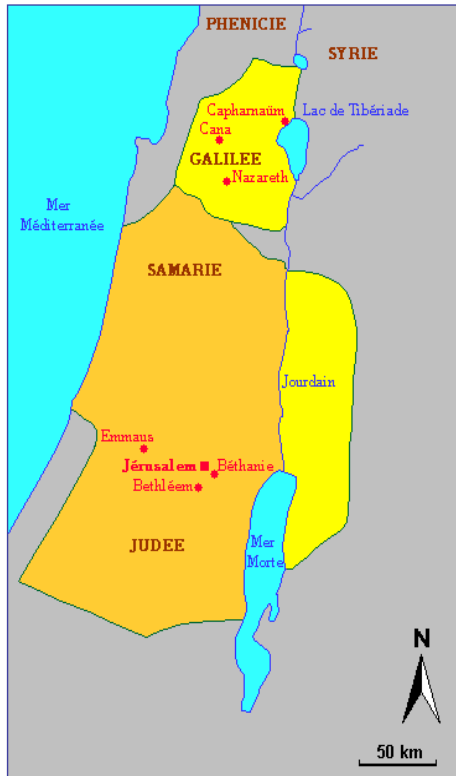 PHENICIE
SYRIE
Capharnaüm
Lac de Tibériade
Cana
GALILEE
Nazareth
Mer
Méditerranée
SAMARIE
Jourdain
Emmaus
Jérusalem
Béthanie
Bethléem
JUDEE
Mer
Morte
N
50 km